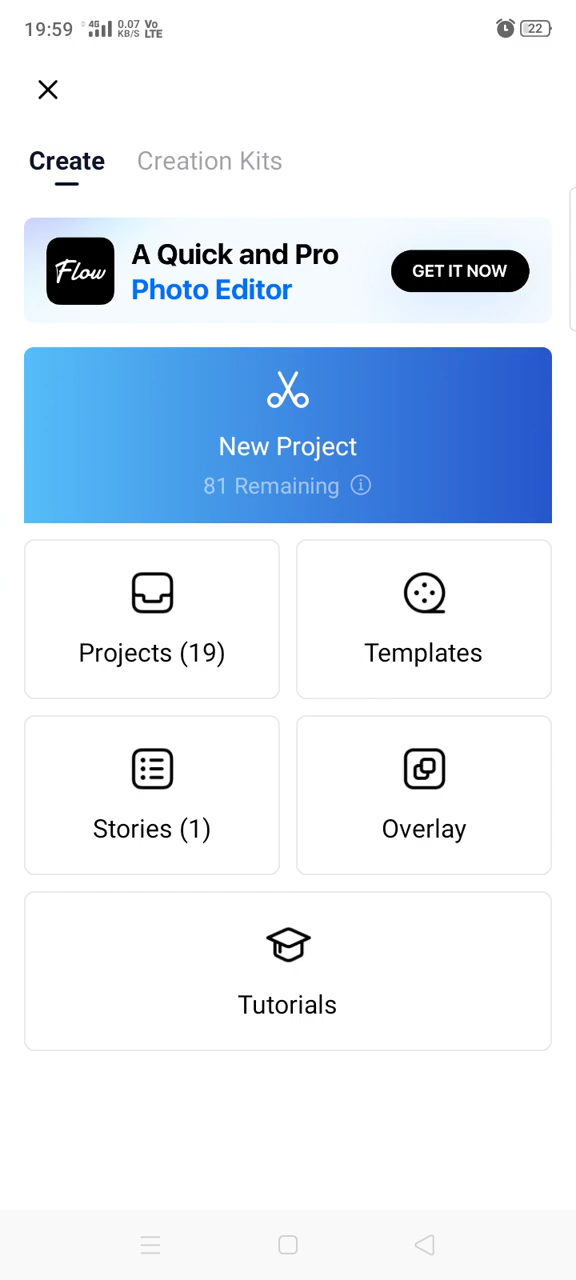 19:59 4G 0.07 KB/S Vo LTE 22
Create Creation Kits
Flow
A Quick and Pro
Photo Editor
GET IT NOW
New Project
81 Remaining
Projects (19)
Templates
Stories (1)
Overlay
Tutorials